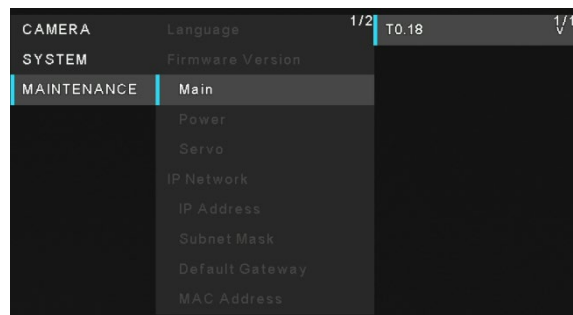 CAMERA
SYSTEM
MAINTENANCE
1/2
Language
Firmware Version
Main
Power
Servo
IP Network
IP Address
Subnet Mask
Default Gateway
MAC Address
1/1
T0.18
V